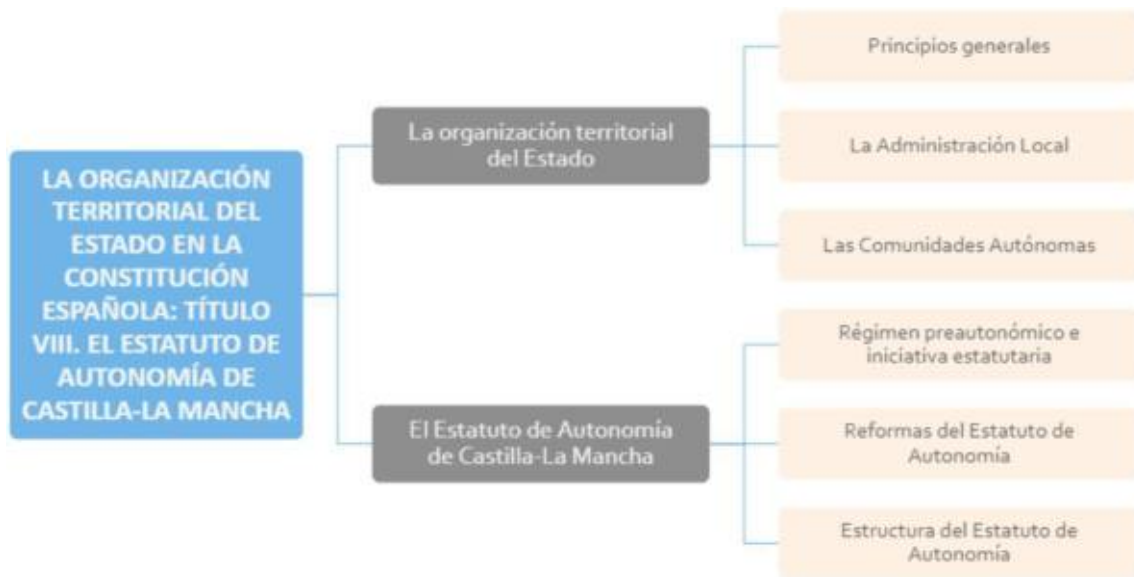 LA ORGANIZACIÓN
TERRITORIAL DEL
ESTADO EN LA
CONSTITUCIÓN
ESPAÑOLA: TÍTULO
VIII. EL ESTATUTO DE
AUTONOMÍA DE
CASTILLA-LA MANCHA
La organización territorial
del Estado
Principios generales
La Administración Local
Las Comunidades Autónomas
El Estatuto de Autonomía
de Castilla-La Mancha
Régimen preautonómico e
iniciativa estatutaria
Reformas del Estatuto de
Autonomía
Estructura del Estatuto de
Autonomía